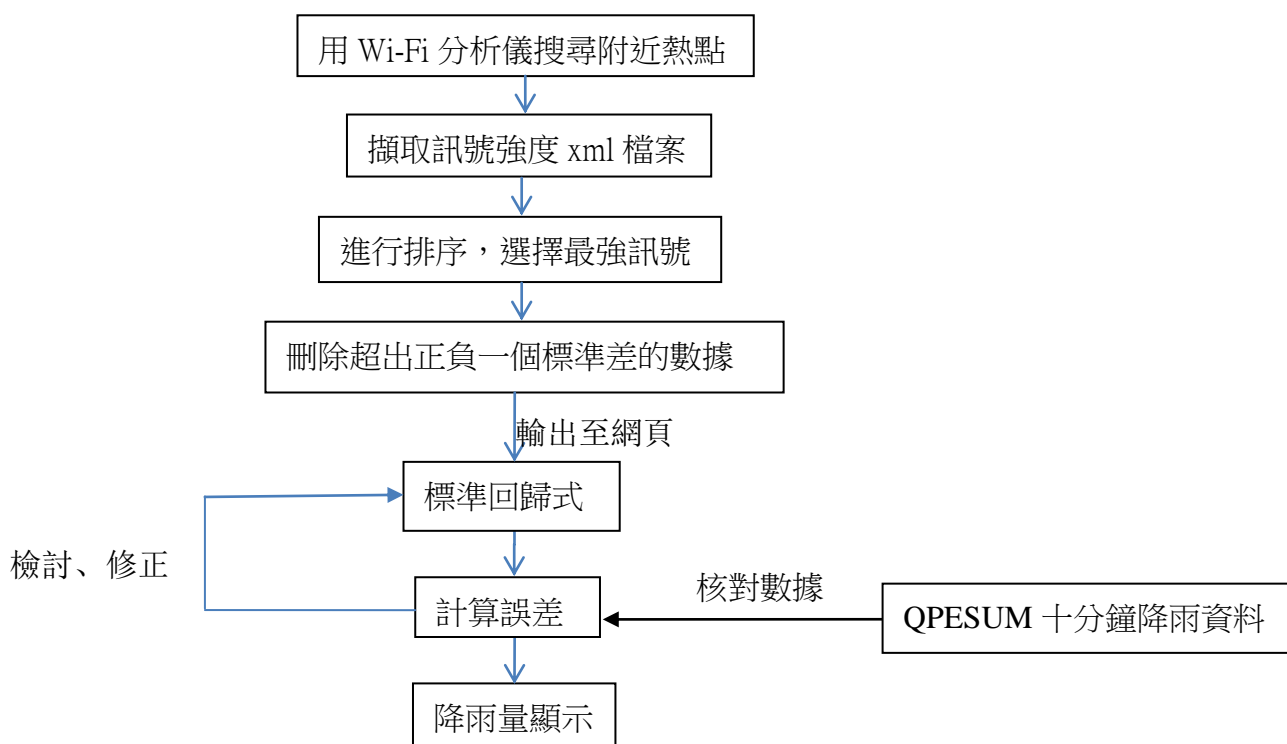 用 Wi-Fi 分析儀搜尋附近熱點
擷取訊號強度 xml 檔案
進行排序，選擇最強訊號
刪除超出正負一個標準差的數據
輸出至網頁
標準回歸式
檢討、修正
核對數據
計算誤差
QPESUM 十分鐘降雨資料
降雨量顯示